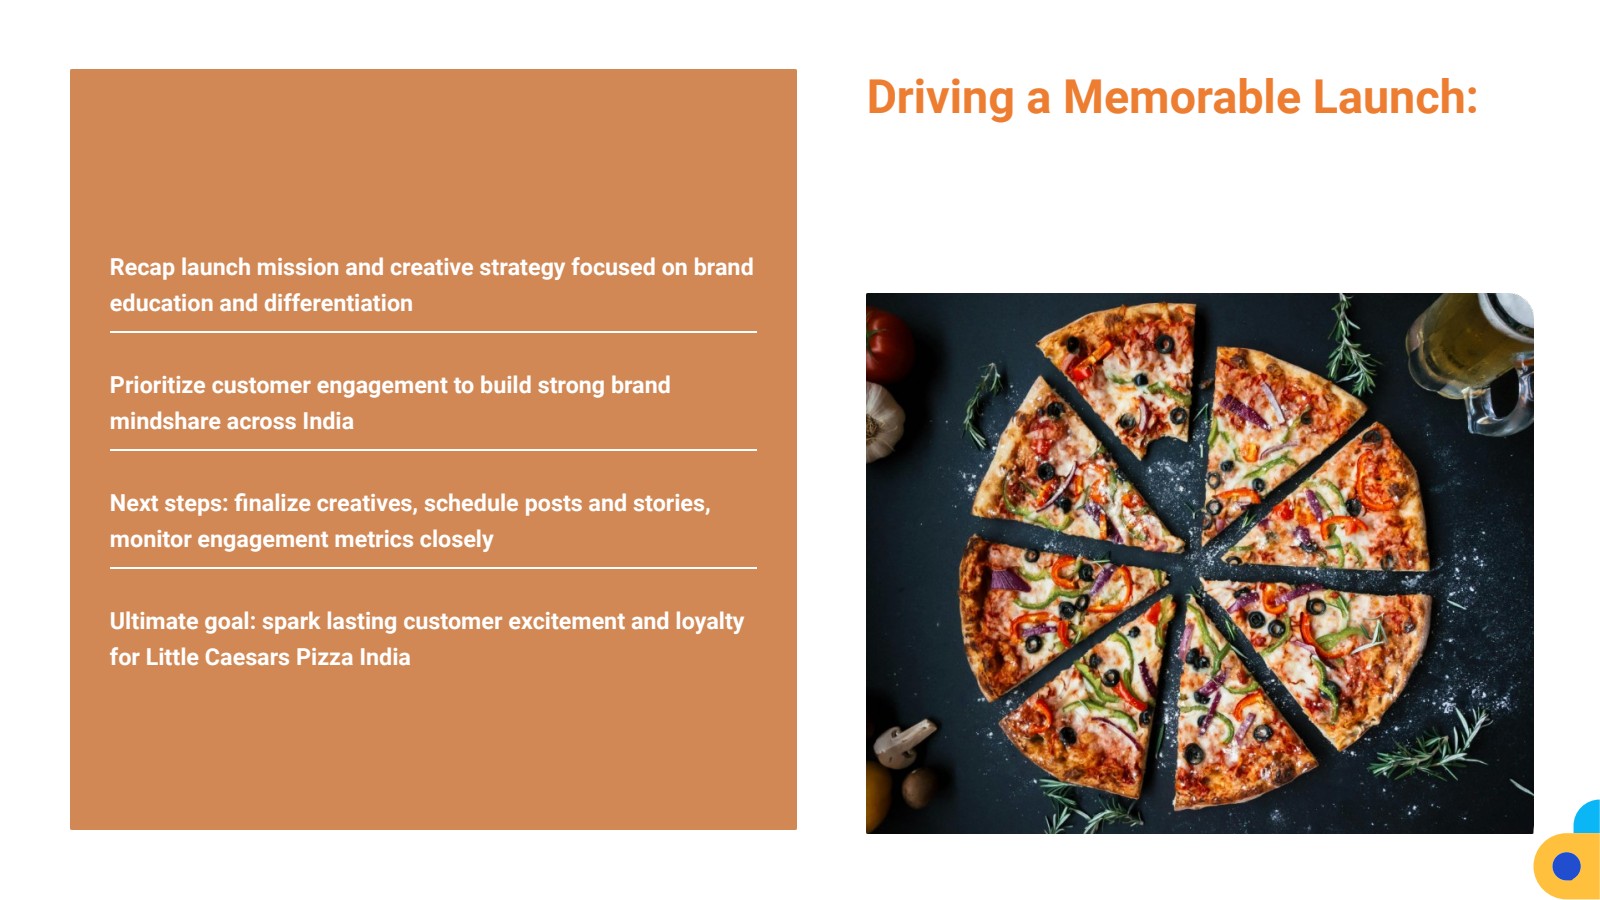 Driving a Memorable Launch:
Recap launch mission and creative strategy focused on brand
education and differentiation
Prioritize customer engagement to build strong brand
mindshare across India
Next steps: finalize creatives, schedule posts and stories,
monitor engagement metrics closely
Ultimate goal: spark lasting customer excitement and loyalty
for Little Caesars Pizza India